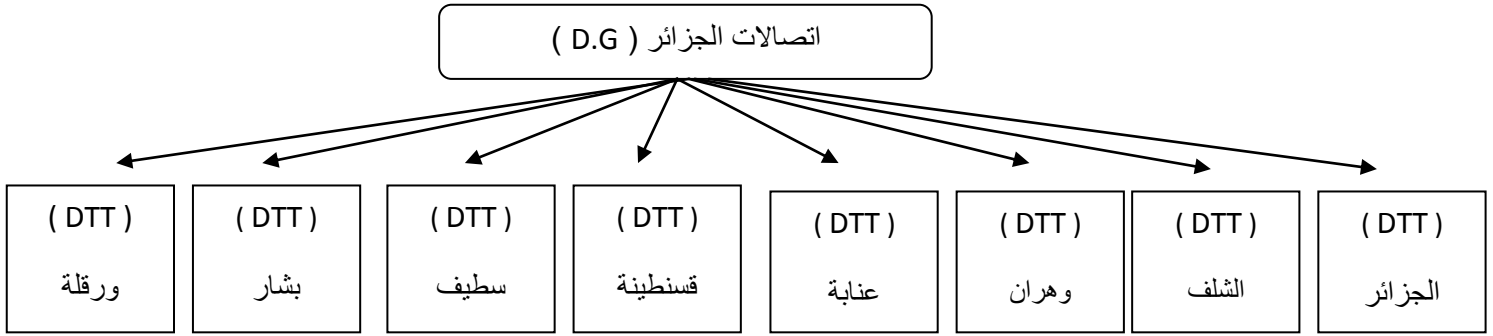 اتصالات الجزائر ( D.G )
( DTT )
الجزائر
( DTT )
الشلف
( DTT )
وهران
( DTT )
عنابة
( DTT )
قسنطينة
( DTT )
سطيف
( DTT )
بشار
( DTT )
ورقلة